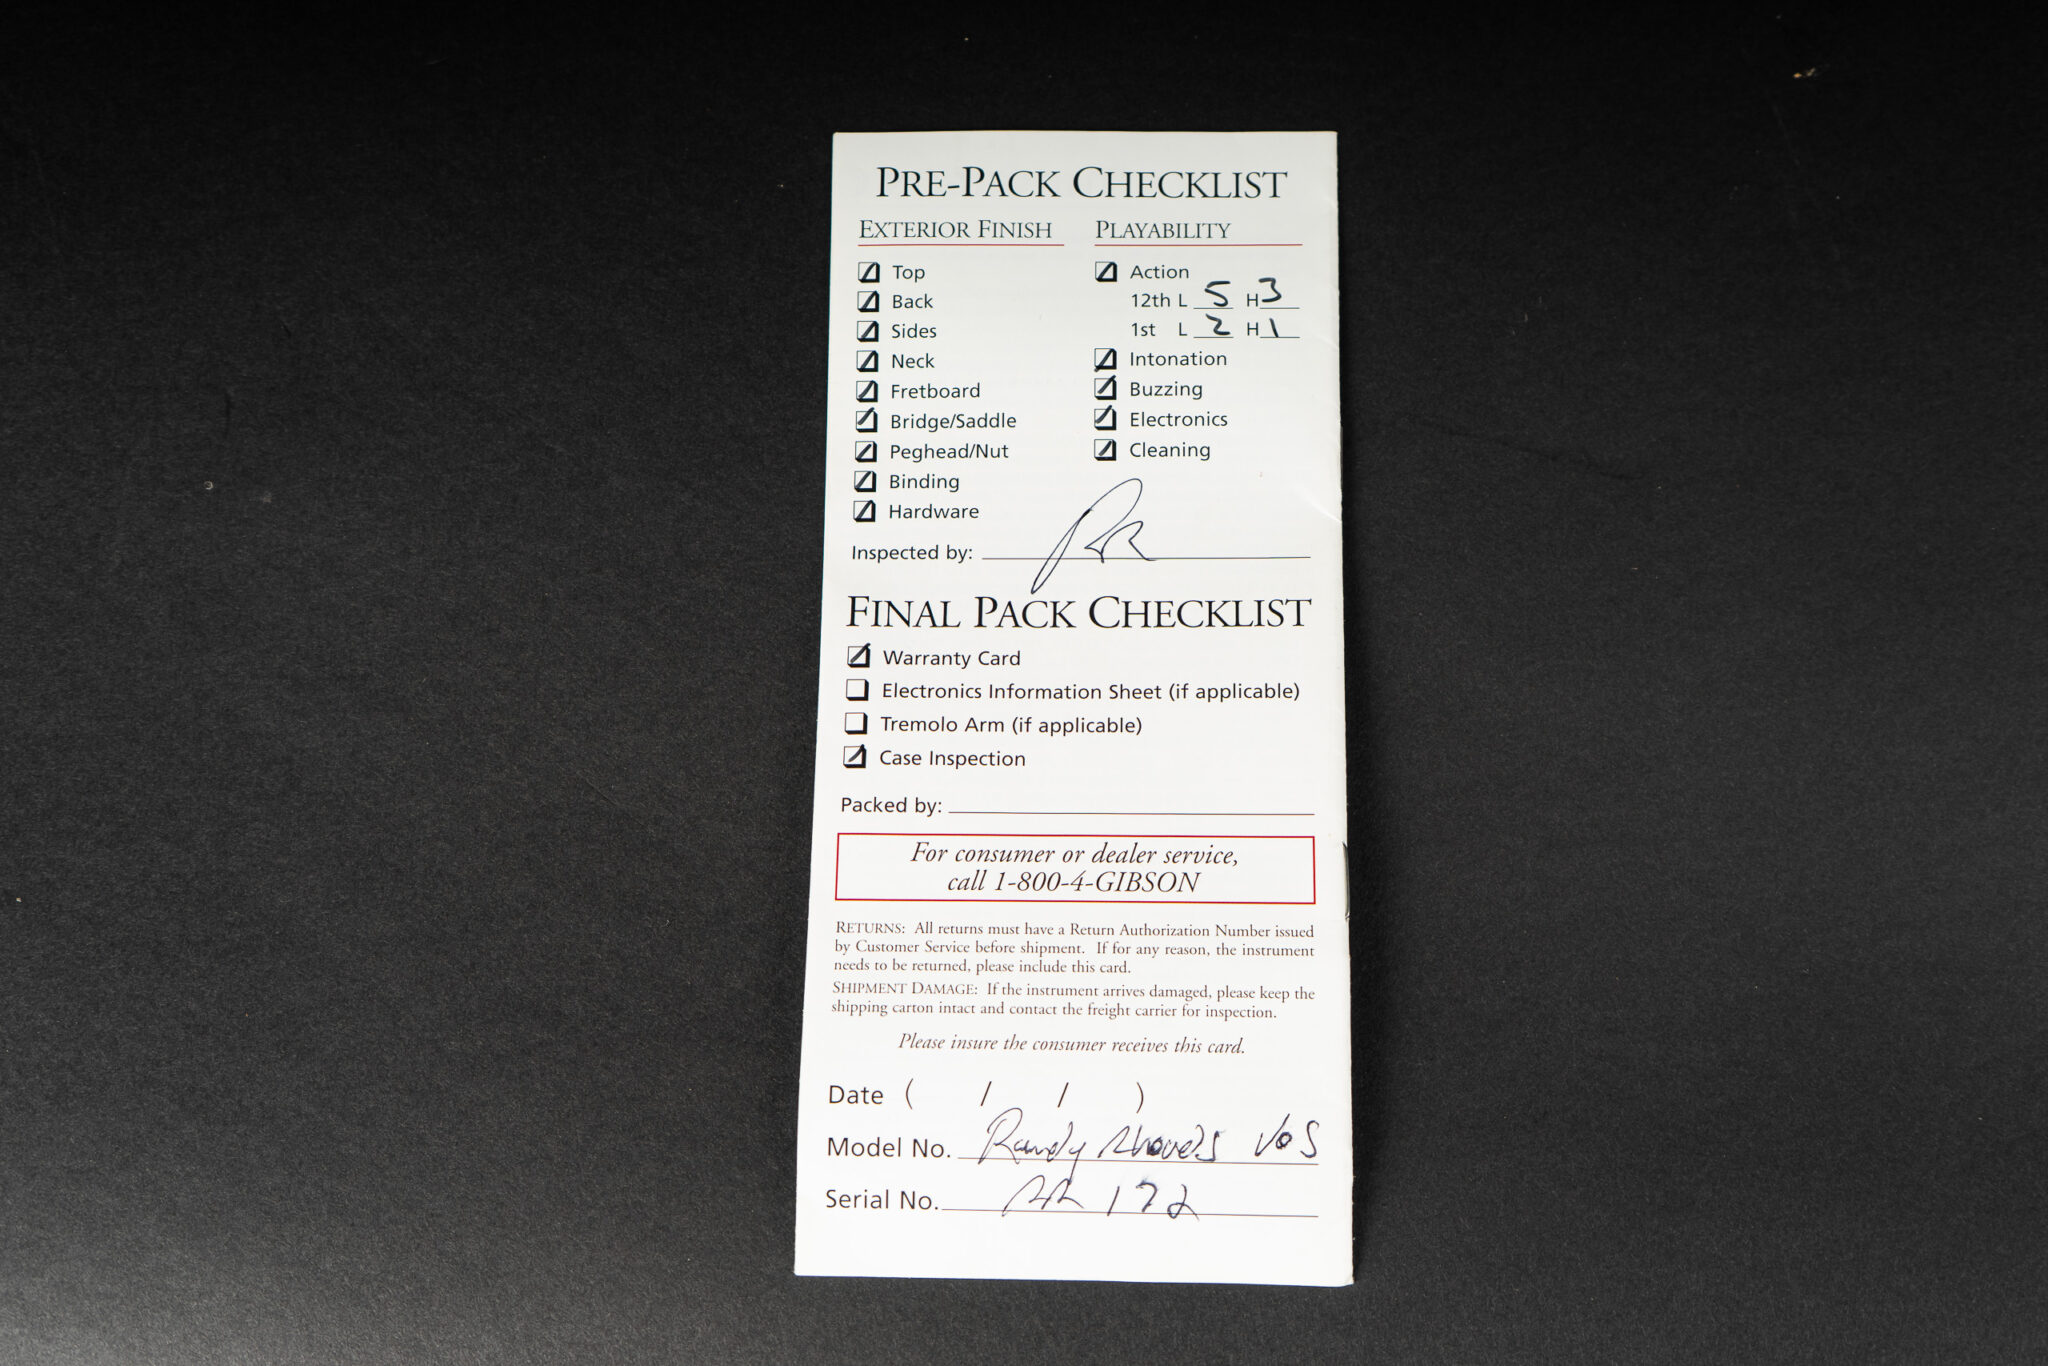 PRE-PACK CHECKLIST
EXTERIOR FINISH
Top
Back
Sides
Neck
Fretboard
Bridge/Saddle
Peghead/Nut
Binding
Hardware
PLAYABILITY
Action
12th L 5 H 3
1st L 2 H 1
Intonation
Buzzing
Electronics
Cleaning
Inspected by:
FINAL PACK CHECKLIST
Warranty Card
Electronics Information Sheet (if applicable)
Tremolo Arm (if applicable)
Case Inspection
Packed by:
For consumer or dealer service,
call 1-800-4-GIBSON
RETURNS: All returns must have a Return Authorization Number issued
by Customer Service before shipment. If for any reason, the instrument
needs to be returned, please include this card.
SHIPMENT DAMAGE: If the instrument arrives damaged, please keep the
shipping carton intact and contact the freight carrier for inspection.
Please insure the consumer receives this card.
Date ( / / )
Model No. Randy Rhoads VOS
Serial No. RR 172